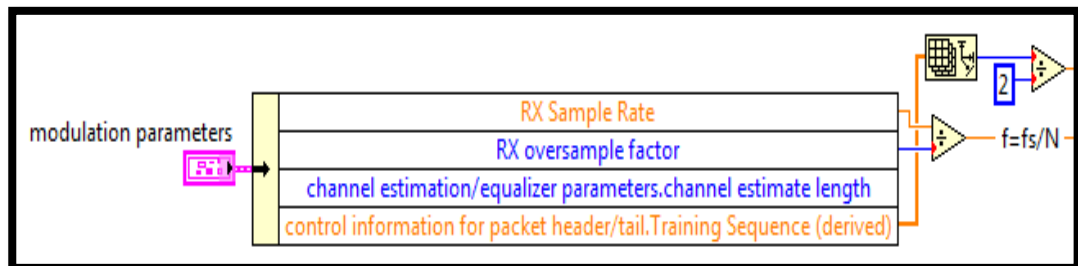 modulation parameters
RX Sample Rate
RX oversample factor
channel estimation/equalizer parameters.channel estimate length
control information for packet header/tail.Training Sequence (derived)
2
÷
÷
f=fs/N